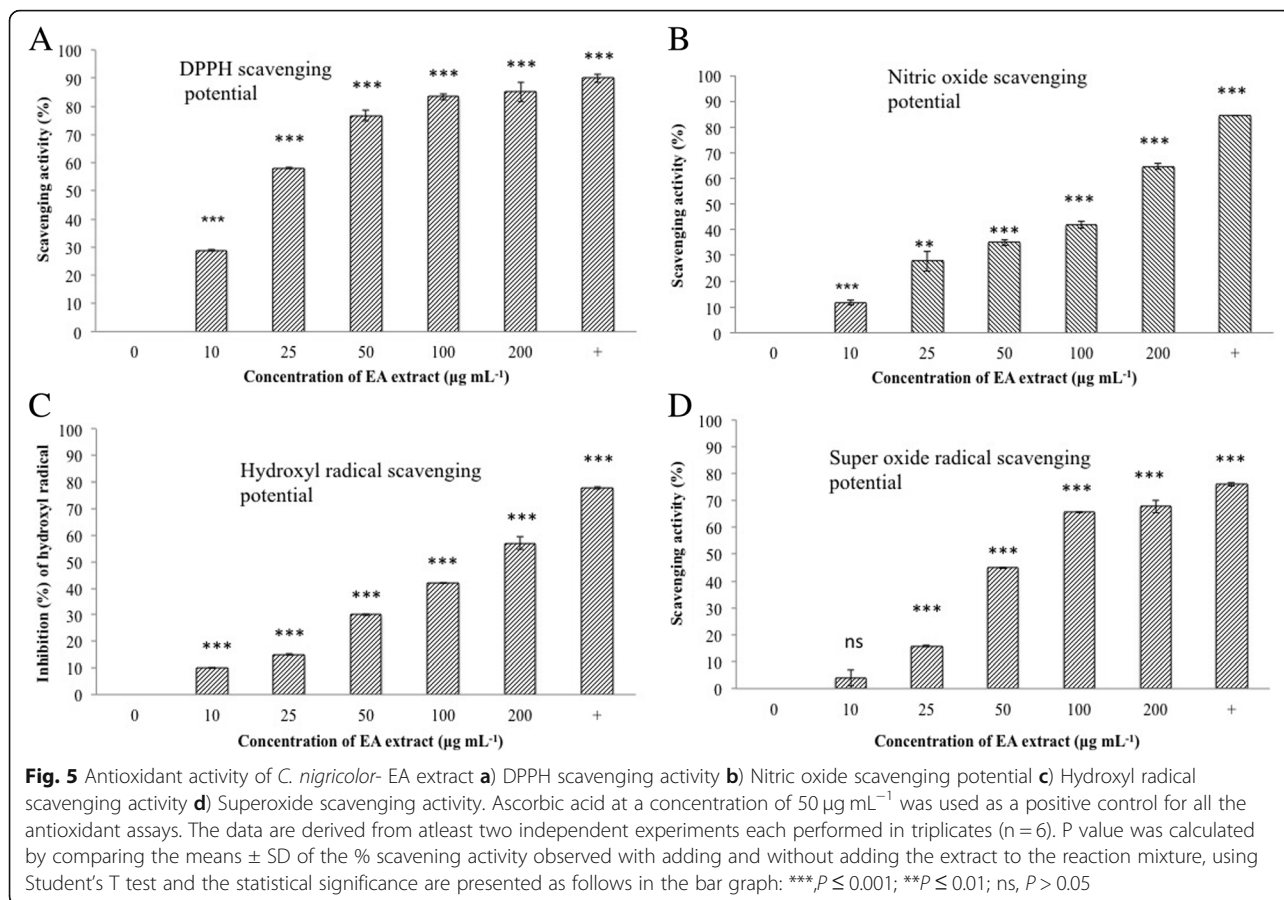 A
DPPH scavenging
potential
Scavenging activity (%)
100
90
80
70
60
50
40
30
20
10
0
***
***
***
***
***
***
0 10 25 50 100 200 +
Concentration of EA extract (µg mL⁻¹)
B
Nitric oxide scavenging
potential
Scavenging activity (%)
100
90
80
70
60
50
40
30
20
10
0
***
**
***
***
***
***
0 10 25 50 100 200 +
Concentration of EA extract (µg mL⁻¹)
C
Hydroxyl radical scavenging
potential
Inhibition (%) of hydroxyl radical
100
90
80
70
60
50
40
30
20
10
0
***
***
***
***
***
***
0 10 25 50 100 200 +
Concentration of EA extract (µg mL⁻¹)
D
Super oxide radical scavenging
potential
Scavenging activity (%)
100
90
80
70
60
50
40
30
20
10
0
ns
***
***
***
***
***
0 10 25 50 100 200 +
Concentration of EA extract (µg mL⁻¹)
Fig. 5 Antioxidant activity of C. nigricolor- EA extract a) DPPH scavenging activity b) Nitric oxide scavenging potential c) Hydroxyl radical
scavenging activity d) Superoxide scavenging activity. Ascorbic acid at a concentration of 50 µg mL⁻¹ was used as a positive control for all the
antioxidant assays. The data are derived from atleast two independent experiments each performed in triplicates (n = 6). P value was calculated
by comparing the means ± SD of the % scavening activity observed with adding and without adding the extract to the reaction mixture, using
Student's T test and the statistical significance are presented as follows in the bar graph: ***,P ≤ 0.001; **P ≤ 0.01; ns, P > 0.05